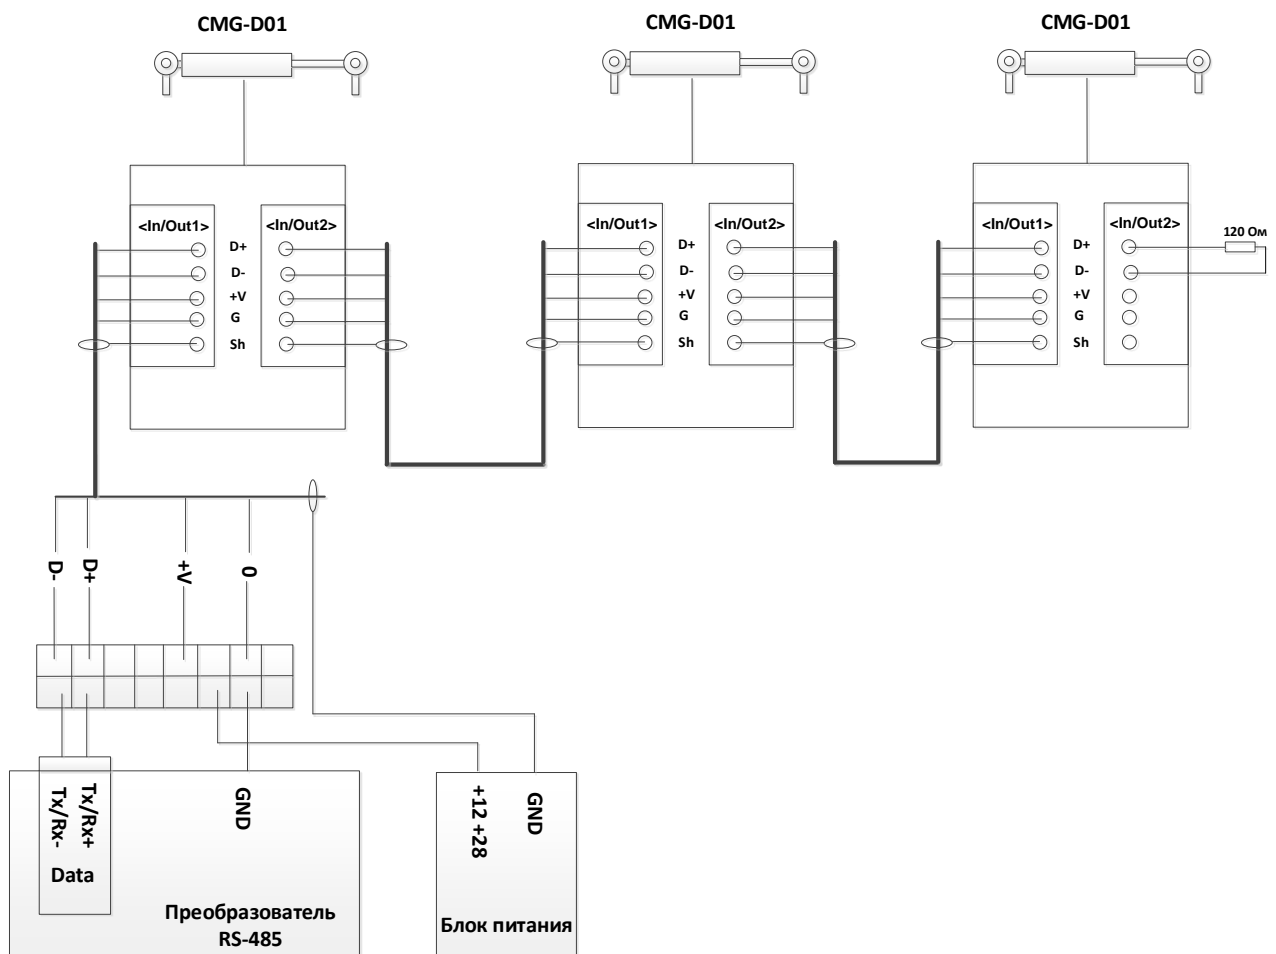 CMG-D01
CMG-D01
CMG-D01
<In/Out1>
<In/Out2>
D+
D-
+V
G
Sh
<In/Out1>
<In/Out2>
D+
D-
+V
G
Sh
<In/Out1>
<In/Out2>
D+
D-
+V
G
Sh
120 Ом
D-
D+
+V
0
Tx/Rx-
Tx/Rx+
Data
GND
Преобразователь
RS-485
+12 +28
GND
Блок питания